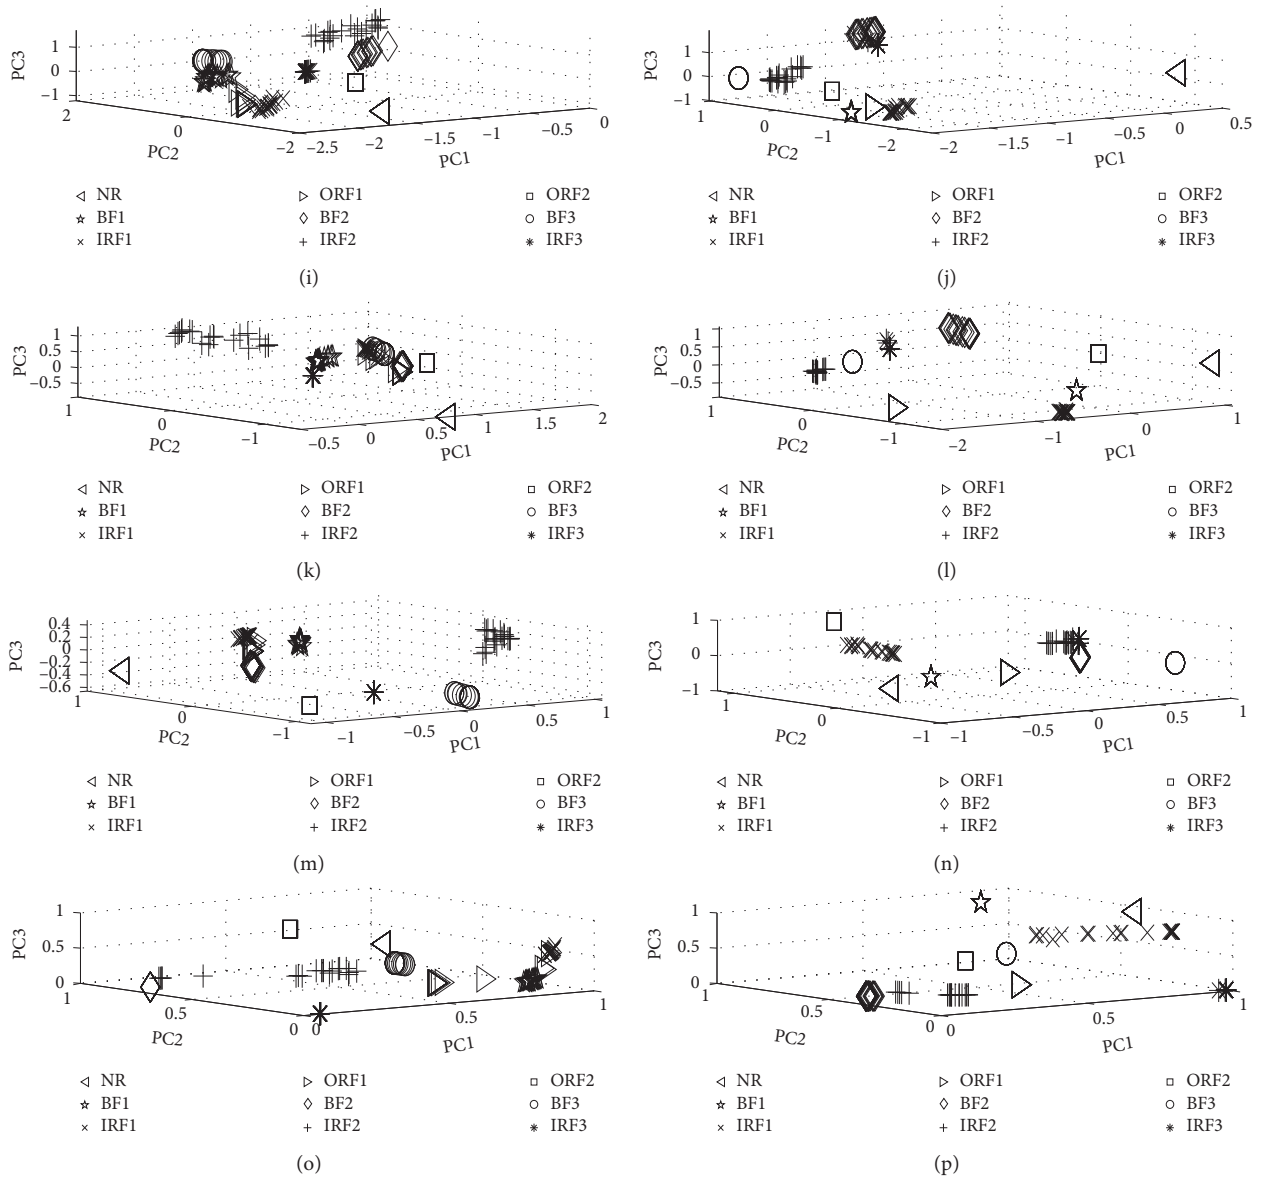 PC3
1
0
−1
2
0
−2
PC2
−2.5
−2
−1.5
−1
−0.5
0
PC1
NR ORF1 ORF2
BF1 BF2 BF3
IRF1 IRF2 IRF3
(i)
PC3
1
0
−1
1
0
−1
−2
PC2
−2
−1.5
−1
−0.5
0
0.5
PC1
NR ORF1 ORF2
BF1 BF2 BF3
IRF1 IRF2 IRF3
(j)
PC3
1
0.5
0
−0.5
1
0
−1
PC2
−0.5
0
0.5
1
1.5
2
PC1
NR ORF1 ORF2
BF1 BF2 BF3
IRF1 IRF2 IRF3
(k)
PC3
1
0.5
0
−0.5
1
0
−1
PC2
−2
−1
0
1
PC1
NR ORF1 ORF2
BF1 BF2 BF3
IRF1 IRF2 IRF3
(l)
PC3
0.4
0.2
0
−0.2
−0.4
−0.6
1
0
−1
PC2
−1
−0.5
0
0.5
1
PC1
NR ORF1 ORF2
BF1 BF2 BF3
IRF1 IRF2 IRF3
(m)
PC3
1
0
−1
1
0
−1
PC2
−1
−0.5
0
0.5
1
PC1
NR ORF1 ORF2
BF1 BF2 BF3
IRF1 IRF2 IRF3
(n)
PC3
1
0.5
0
1
0.5
0
PC2
0
0.5
1
PC1
NR ORF1 ORF2
BF1 BF2 BF3
IRF1 IRF2 IRF3
(o)
PC3
1
0.5
0
1
0.5
0
PC2
0
0.5
1
PC1
NR ORF1 ORF2
BF1 BF2 BF3
IRF1 IRF2 IRF3
(p)